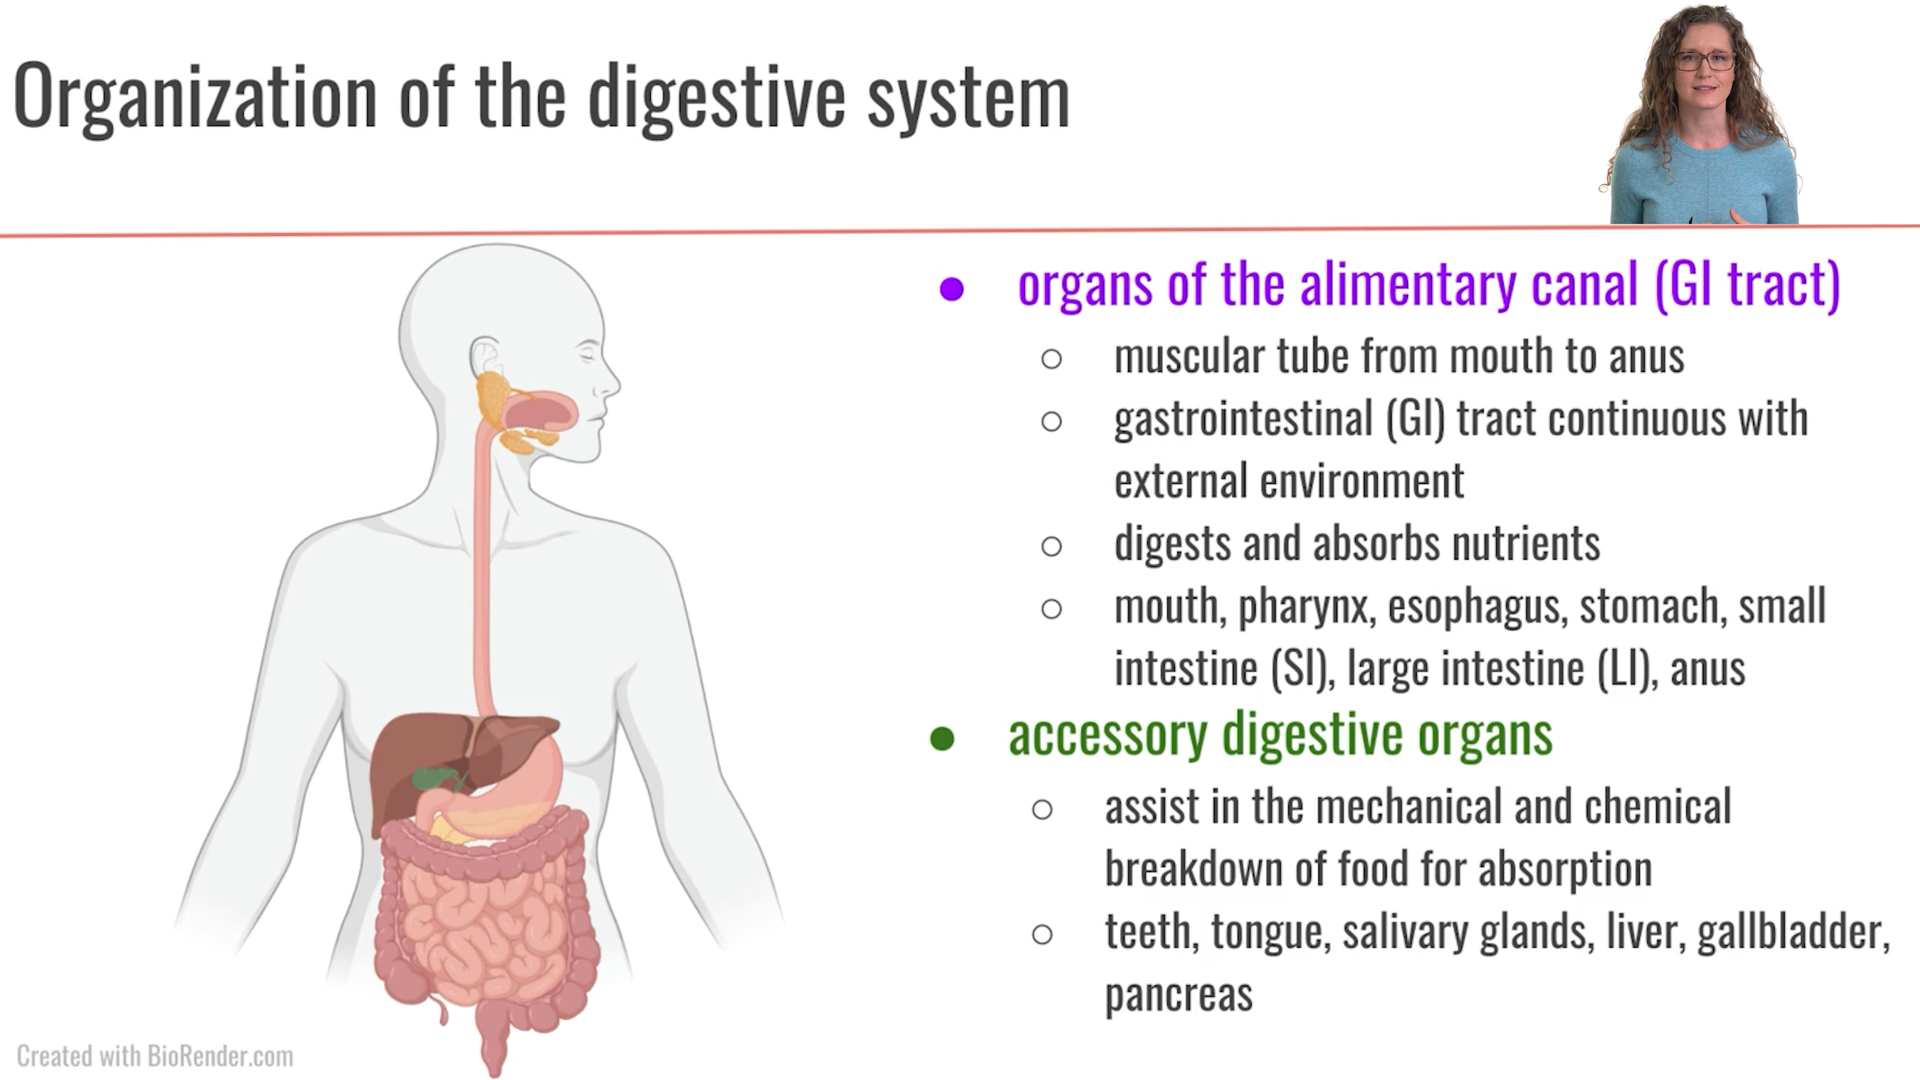 Organization of the digestive system
● organs of the alimentary canal (GI tract)
○ muscular tube from mouth to anus
○ gastrointestinal (GI) tract continuous with
external environment
○ digests and absorbs nutrients
○ mouth, pharynx, esophagus, stomach, small
intestine (SI), large intestine (LI), anus
● accessory digestive organs
○ assist in the mechanical and chemical
breakdown of food for absorption
○ teeth, tongue, salivary glands, liver, gallbladder,
pancreas
Created with BioRender.com